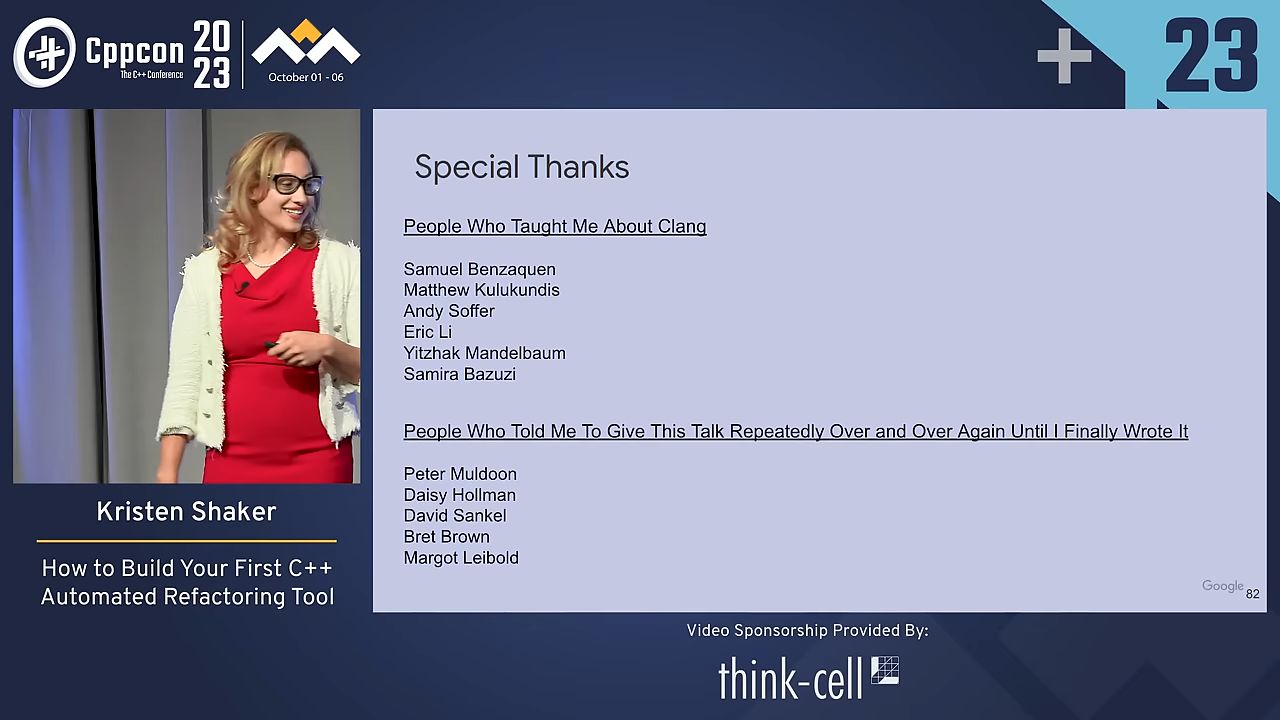 Cppcon
The C++ Conference
20
23
October 01 - 06
23
Special Thanks
People Who Taught Me About Clang
Samuel Benzaquen
Matthew Kulukundis
Andy Soffer
Eric Li
Yitzhak Mandelbaum
Samira Bazuzi
People Who Told Me To Give This Talk Repeatedly Over and Over Again Until I Finally Wrote It
Peter Muldoon
Daisy Hollman
David Sankel
Bret Brown
Margot Leibold
Google
82
Kristen Shaker
How to Build Your First C++
Automated Refactoring Tool
Video Sponsorship Provided By:
think-cell